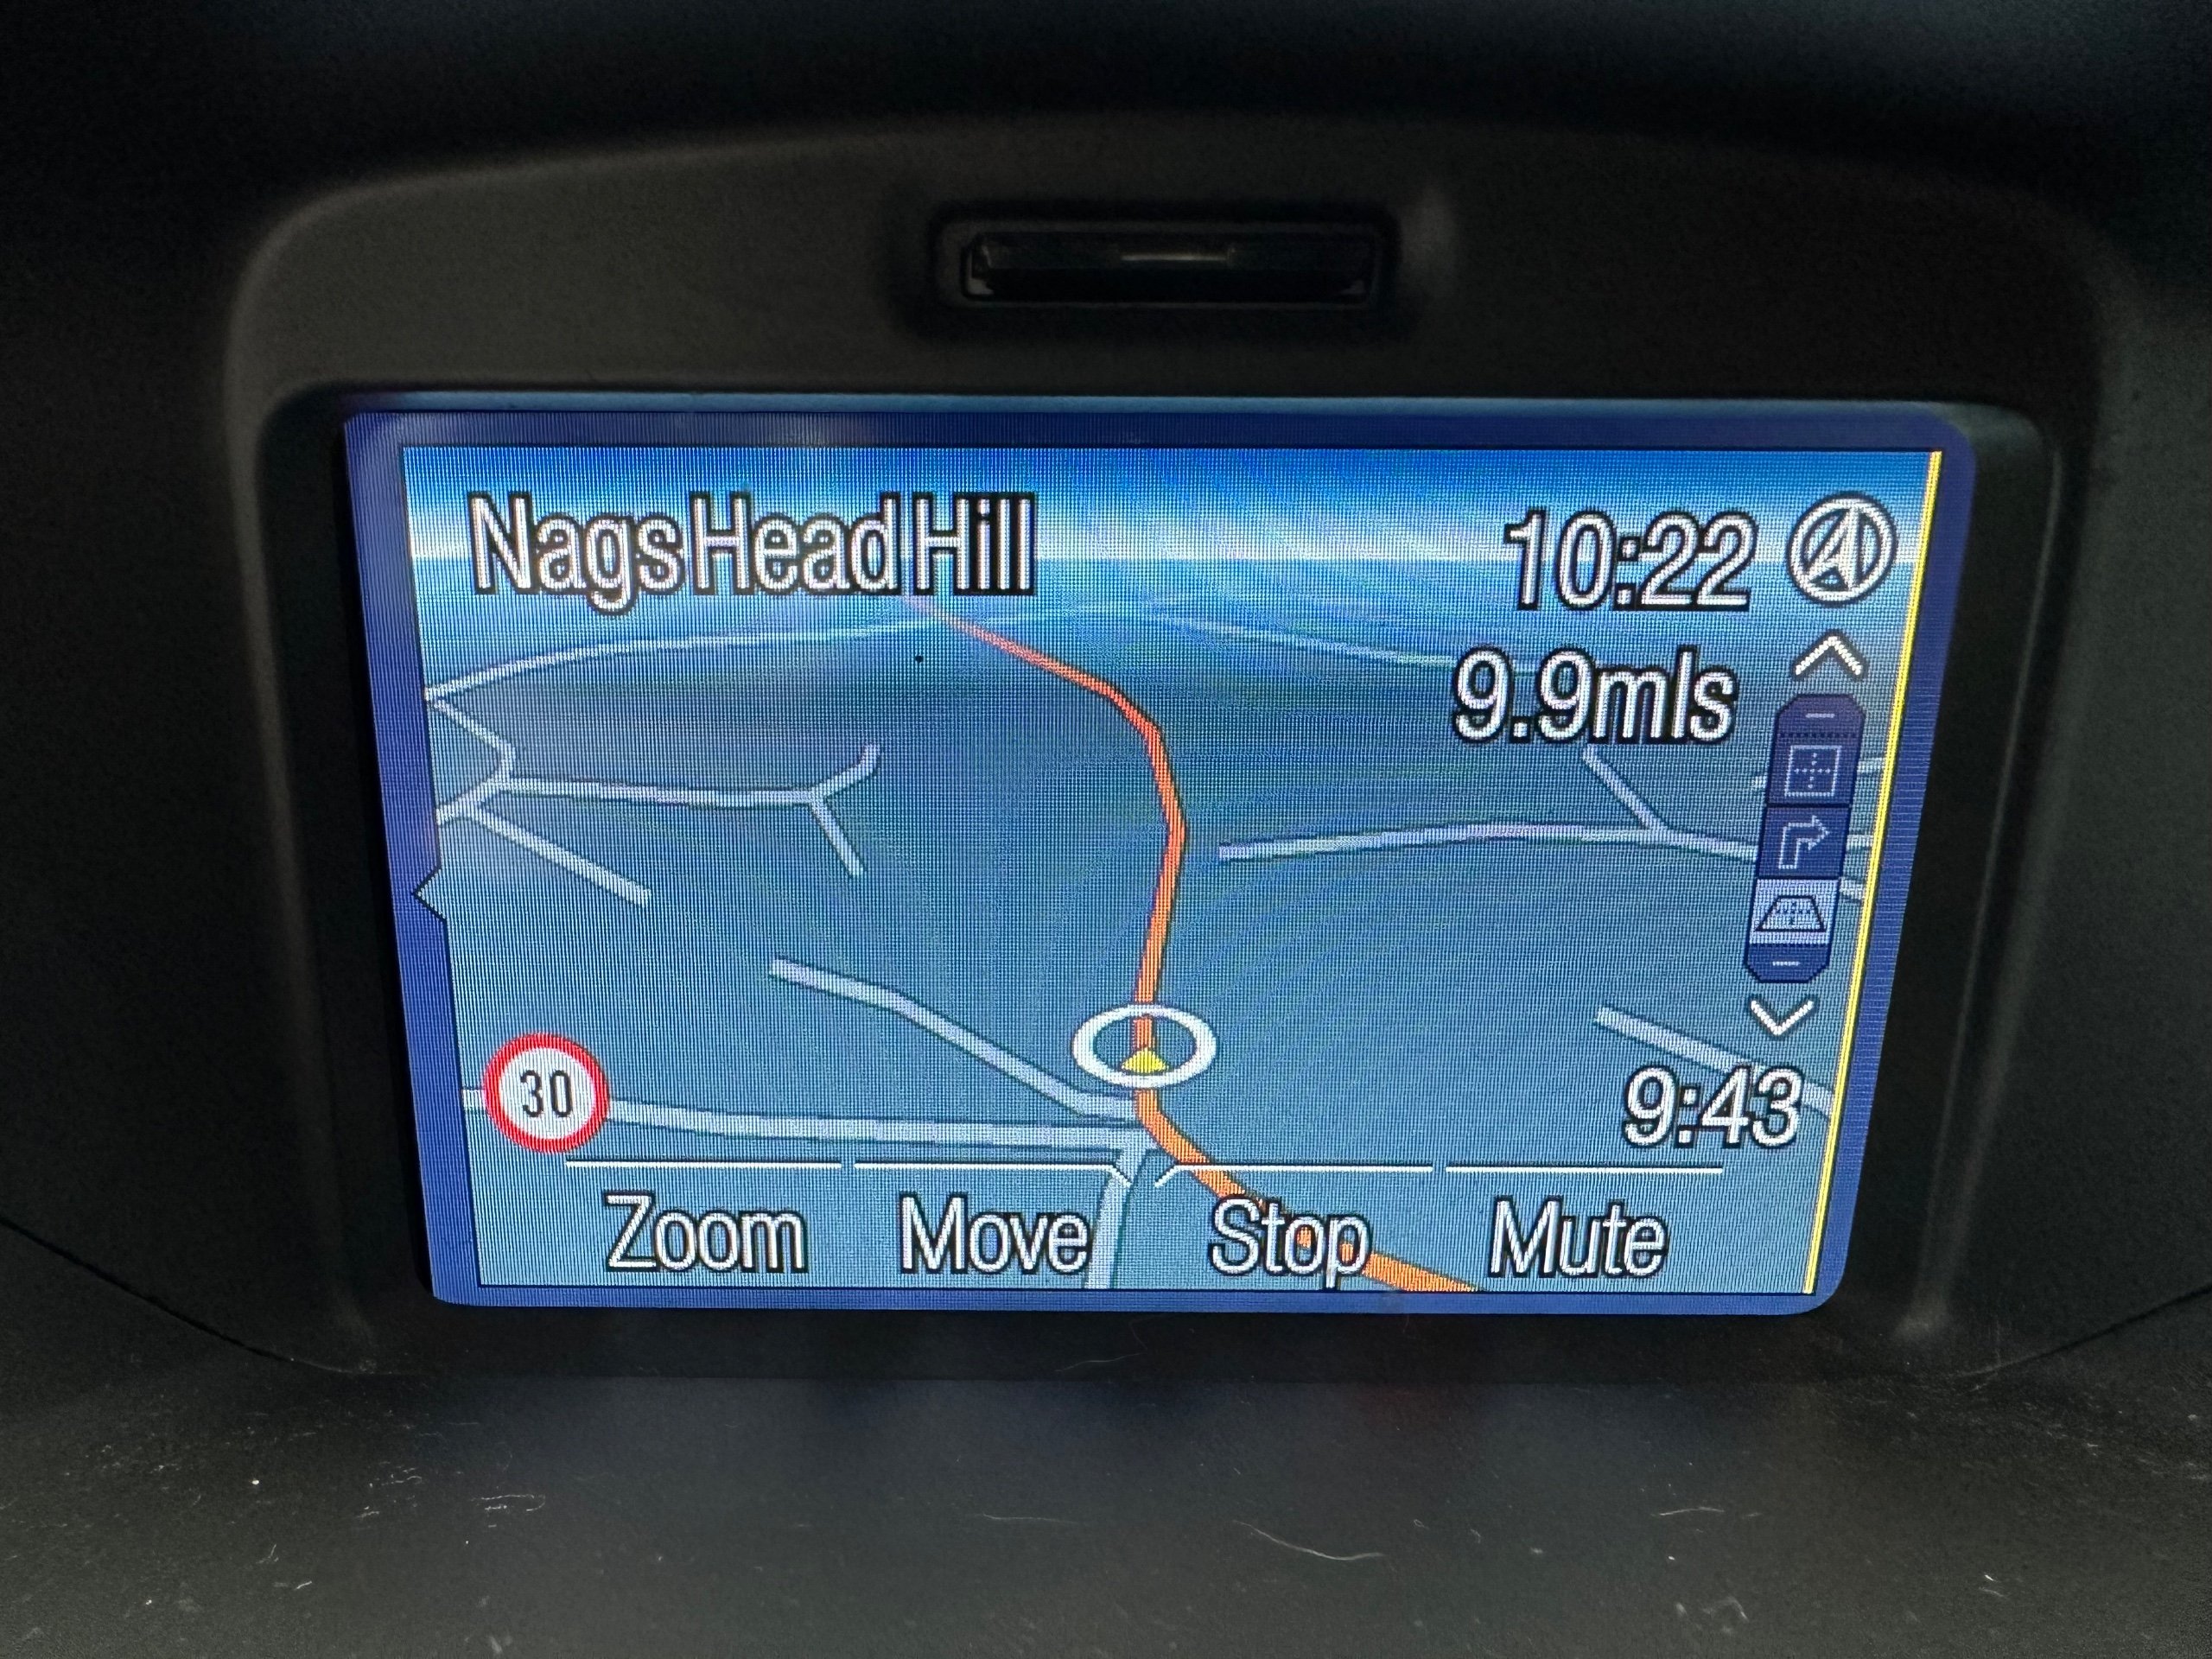 Nags Head Hill
10:22
9.9mls
30
9:43
Zoom Move Stop Mute